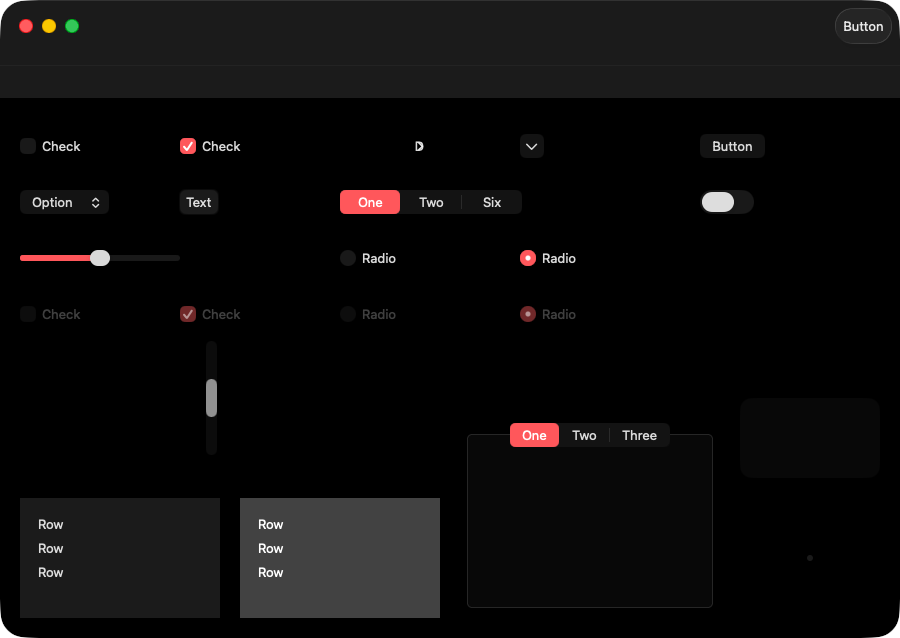 Button
Check
Check
Button
Option
Text
One
Two
Six
Radio
Radio
Check
Check
Radio
Radio
One
Two
Three
Row
Row
Row
Row
Row
Row